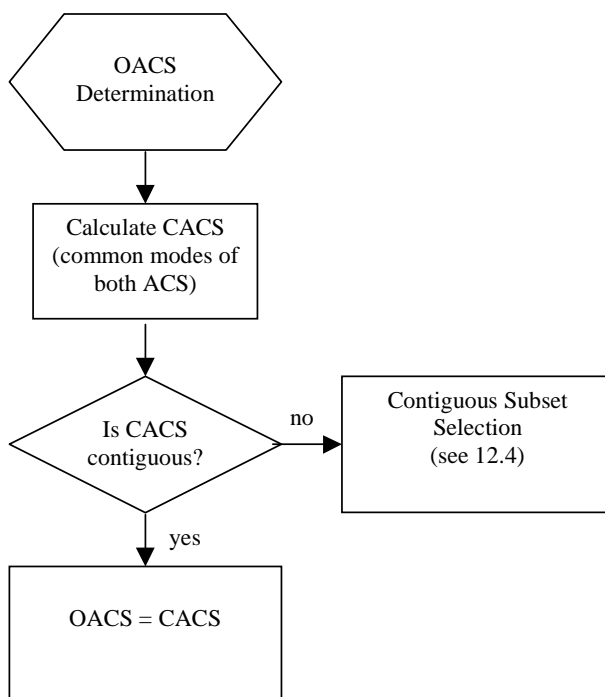 OACS
Determination
Calculate CACS
(common modes of
both ACS)
Is CACS
contiguous?
no
Contiguous Subset
Selection
(see 12.4)
yes
OACS = CACS